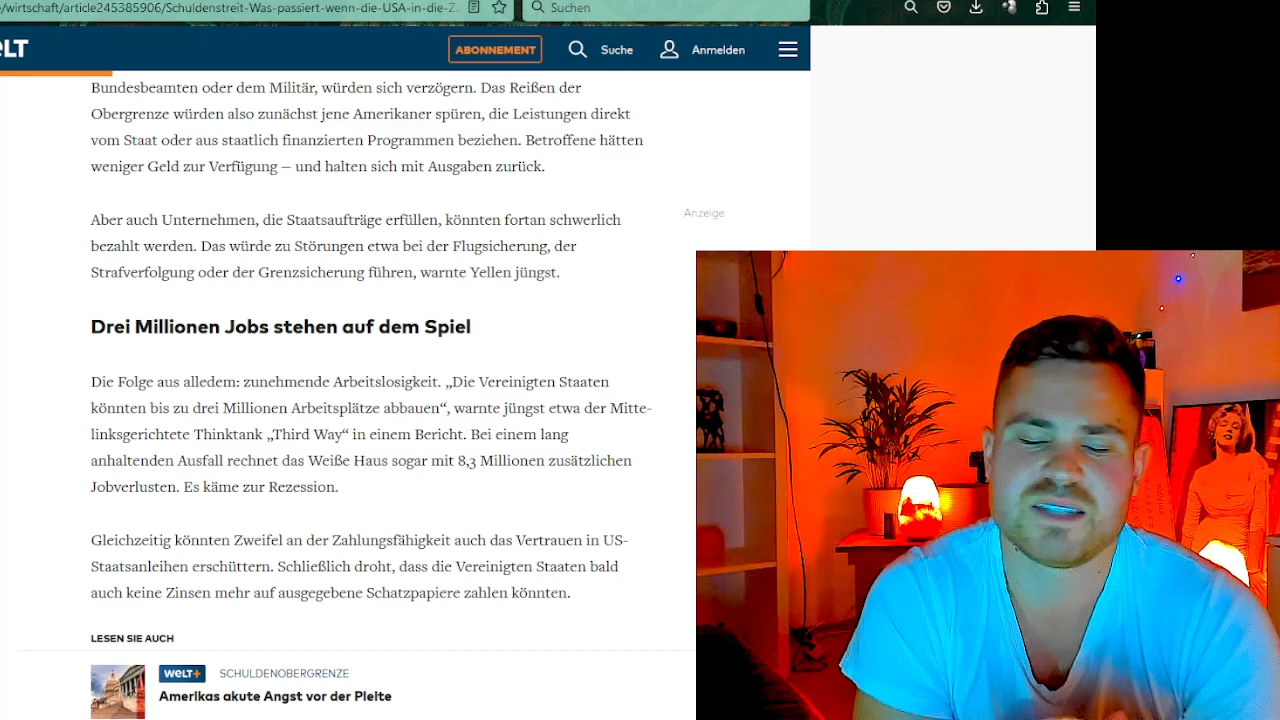 /wirtschaft/article245385906/Schuldenstreit-Was-passiert-wenn-die-USA-in-die-Z
Suchen
ELT
ABONNEMENT
Suche
Anmelden
Bundesbeamten oder dem Militär, würden sich verzögern. Das Reißen der
Obergrenze würden also zunächst jene Amerikaner spüren, die Leistungen direkt
vom Staat oder aus staatlich finanzierten Programmen beziehen. Betroffene hätten
weniger Geld zur Verfügung – und halten sich mit Ausgaben zurück.
Aber auch Unternehmen, die Staatsaufträge erfüllen, könnten fortan schwerlich
bezahlt werden. Das würde zu Störungen etwa bei der Flugsicherung, der
Strafverfolgung oder der Grenzsicherung führen, warnte Yellen jüngst.
Anzeige
Drei Millionen Jobs stehen auf dem Spiel
Die Folge aus alledem: zunehmende Arbeitslosigkeit. „Die Vereinigten Staaten
könnten bis zu drei Millionen Arbeitsplätze abbauen“, warnte jüngst etwa der Mitte-
linksgerichtete Thinktank „Third Way“ in einem Bericht. Bei einem lang
anhaltenden Ausfall rechnet das Weiße Haus sogar mit 8,3 Millionen zusätzlichen
Jobverlusten. Es käme zur Rezession.
Gleichzeitig könnten Zweifel an der Zahlungsfähigkeit auch das Vertrauen in US-
Staatsanleihen erschüttern. Schließlich droht, dass die Vereinigten Staaten bald
auch keine Zinsen mehr auf ausgegebene Schatzpapiere zahlen könnten.
LESEN SIE AUCH
WELT+ SCHULDENOBERGRENZE
Amerikas akute Angst vor der Pleite